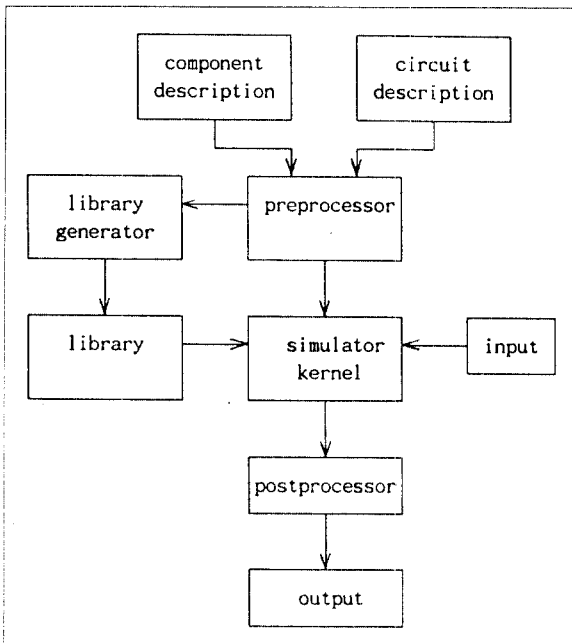 component
description
circuit
description
library
generator
preprocessor
library
simulator
kernel
input
postprocessor
output